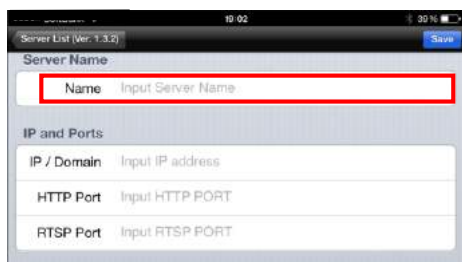 19:02 39%
Server List (Ver. 1.3.2) Save
Server Name
Name Input Server Name
IP and Ports
IP / Domain Input IP address
HTTP Port Input HTTP PORT
RTSP Port Input RTSP PORT